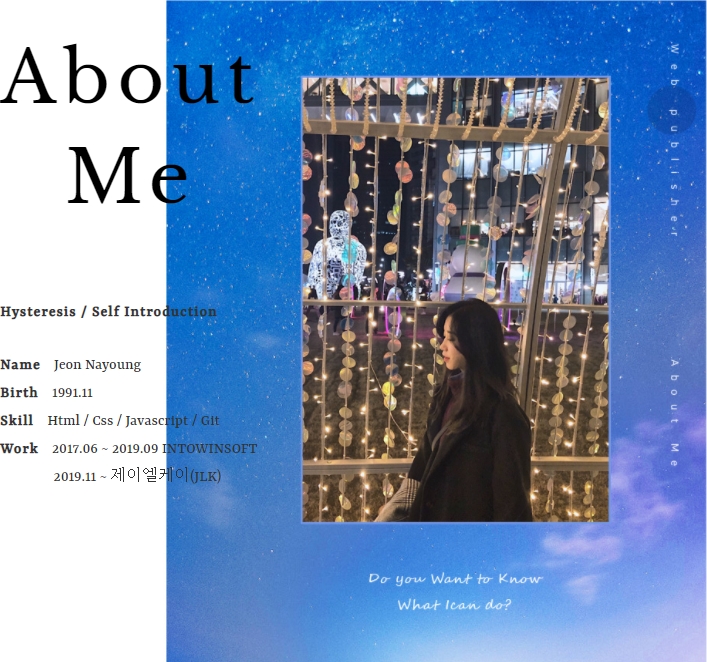 About
Me
Hysteresis / Self Introduction
Name Jeon Nayoung
Birth 1991.11
Skill Html / Css / Javascript / Git
Work 2017.06 ~ 2019.09 INTOWINSOFT
2019.11 ~ 제이엘케이(JLK)
Web publisher
About Me
Do you Want to Know
What Ican do?